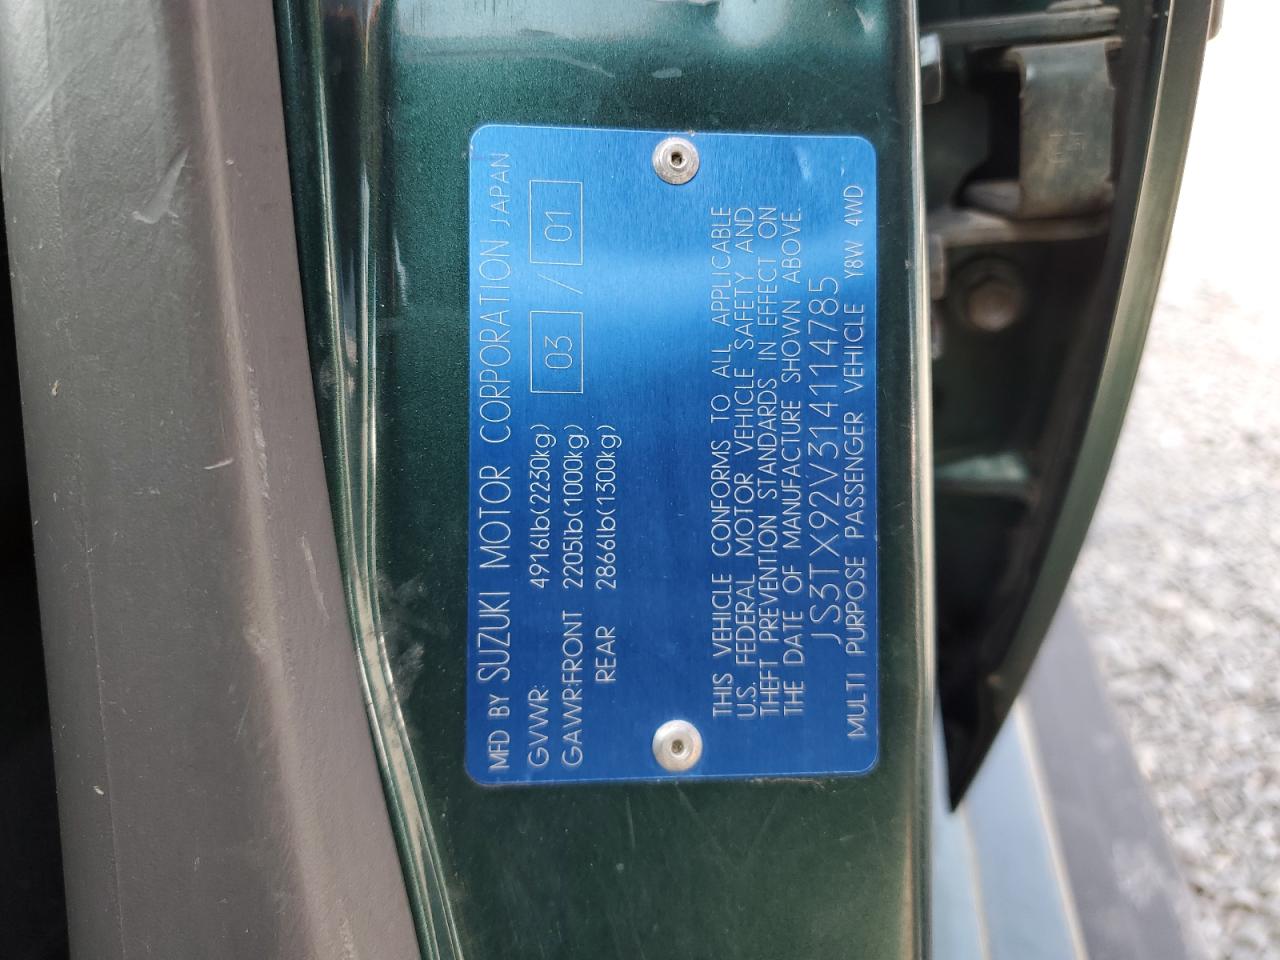 MFD BY SUZUKI MOTOR CORPORATION JAPAN
GVWR: 4916lb(2230kg) 03 / 01
GAWR:FRONT 2205lb(1000kg)
REAR 2866lb(1300kg)
THIS VEHICLE CONFORMS TO ALL APPLICABLE
U.S. FEDERAL MOTOR VEHICLE SAFETY AND
THEFT PREVENTION STANDARDS IN EFFECT ON
THE DATE OF MANUFACTURE SHOWN ABOVE.
JS3TX92V314114785
MULTI PURPOSE PASSENGER VEHICLE Y8W 4WD